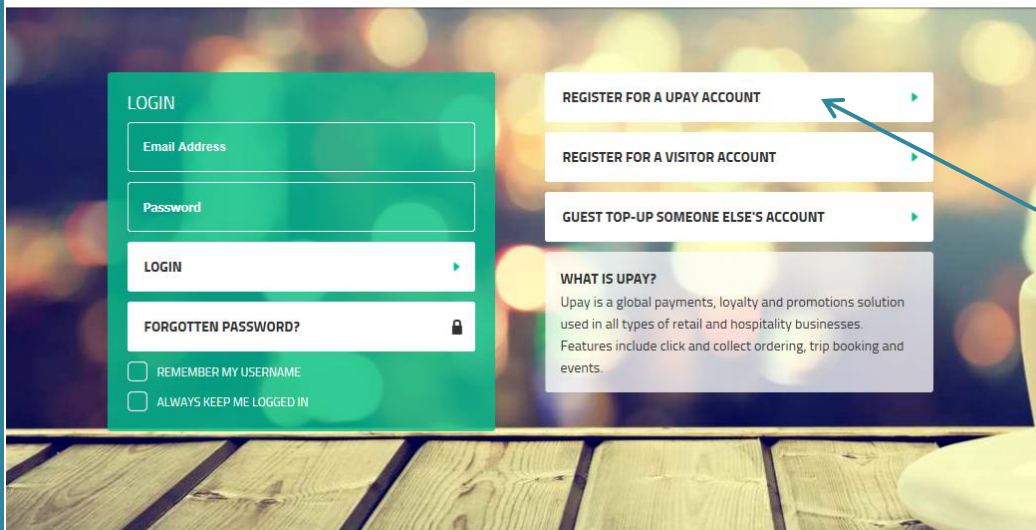 LOGIN
Email Address
Password
LOGIN
FORGOTTEN PASSWORD?
REMEMBER MY USERNAME
ALWAYS KEEP ME LOGGED IN
REGISTER FOR A UPAY ACCOUNT
REGISTER FOR A VISITOR ACCOUNT
GUEST TOP-UP SOMEONE ELSE'S ACCOUNT
WHAT IS UPAY?
Upay is a global payments, loyalty and promotions solution
used in all types of retail and hospitality businesses.
Features include click and collect ordering, trip booking and
events.